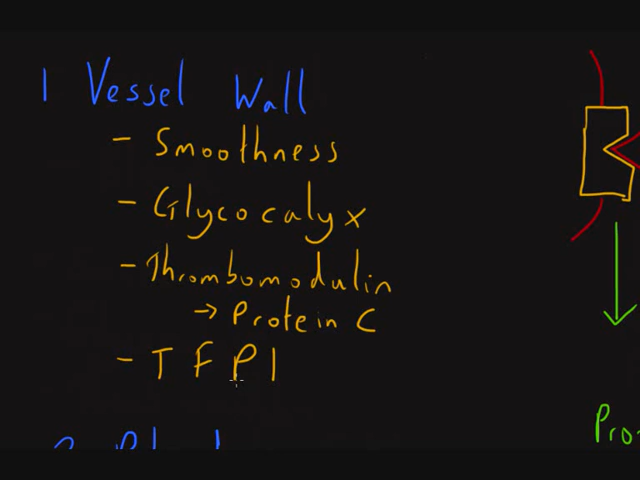 1 Vessel Wall
- Smoothness
- Glycocalyx
- Thrombomodulin
→ Protein C
- TFPI